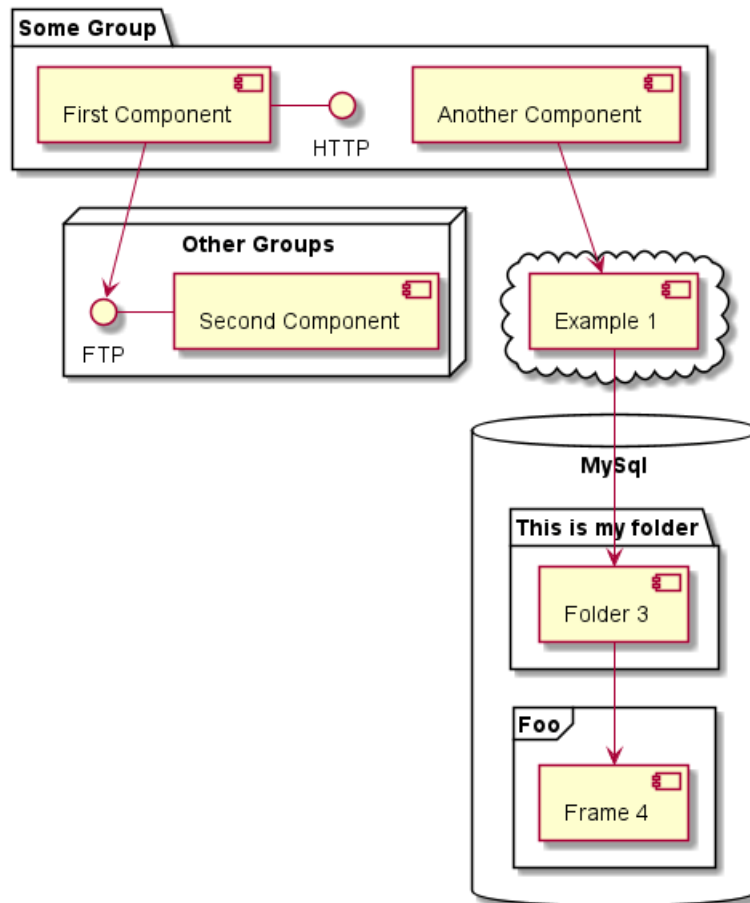 Some Group
First Component
HTTP
Another Component
Other Groups
FTP
Second Component
Example 1
MySql
This is my folder
Folder 3
Foo
Frame 4